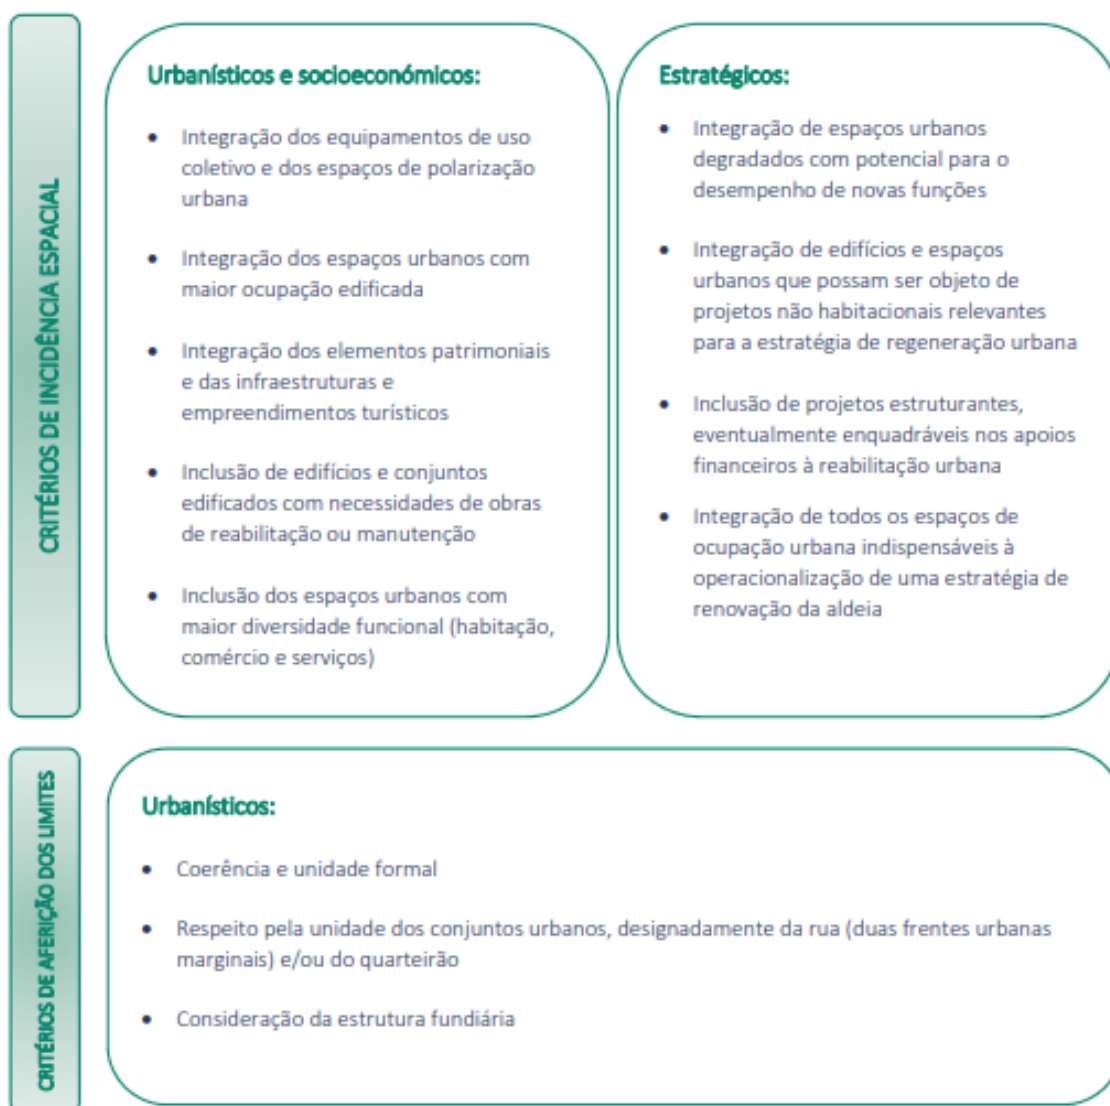 CRITÉRIOS DE INCIDÊNCIA ESPACIAL
Urbanísticos e socioeconómicos:
• Integração dos equipamentos de uso
coletivo e dos espaços de polarização
urbana
• Integração dos espaços urbanos com
maior ocupação edificada
• Integração dos elementos patrimoniais
e das infraestruturas e
empreendimentos turísticos
• Inclusão de edifícios e conjuntos
edificados com necessidades de obras
de reabilitação ou manutenção
• Inclusão dos espaços urbanos com
maior diversidade funcional (habitação,
comércio e serviços)
Estratégicos:
• Integração de espaços urbanos
degradados com potencial para o
desempenho de novas funções
• Integração de edifícios e espaços
urbanos que possam ser objeto de
projetos não habitacionais relevantes
para a estratégia de regeneração urbana
• Inclusão de projetos estruturantes,
eventualmente enquadráveis nos apoios
financeiros à reabilitação urbana
• Integração de todos os espaços de
ocupação urbana indispensáveis à
operacionalização de uma estratégia de
renovação da aldeia
CRITÉRIOS DE AFERIÇÃO DOS LIMITES
Urbanísticos:
• Coerência e unidade formal
• Respeito pela unidade dos conjuntos urbanos, designadamente da rua (duas frentes urbanas
marginais) e/ou do quarteirão
• Consideração da estrutura fundiária